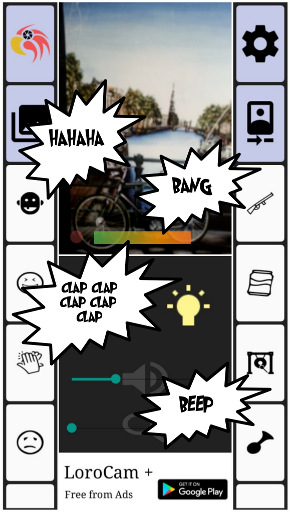 HAHAHA
BANG
CLAP CLAP
CLAP CLAP
CLAP
BEEP
LoroCam +
Free from Ads
GET IT ON
Google Play